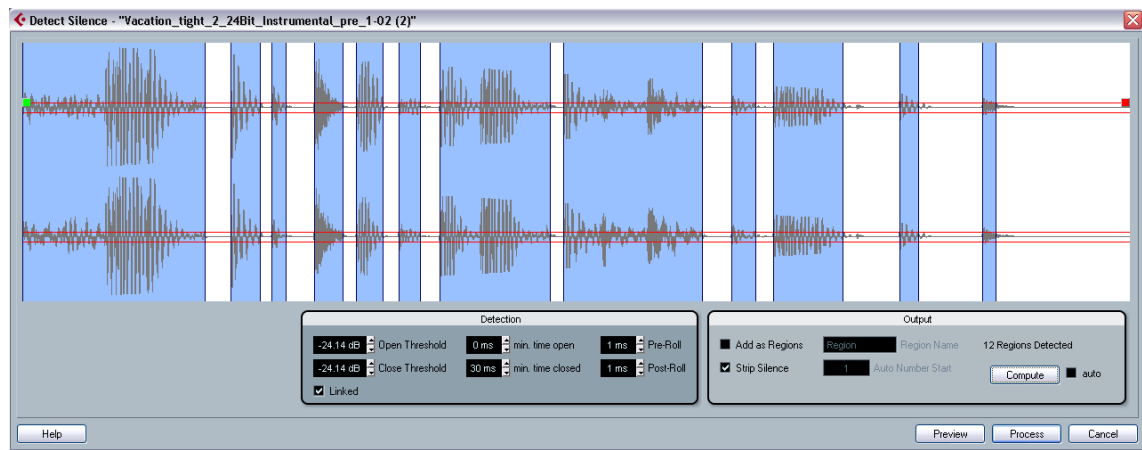 Detect Silence - "Vacation_tight_2_24Bit_Instrumental_pre_1-02 (2)"
Detection
-24.14 dB Open Threshold 0 ms min. time open 1 ms Pre-Roll
-24.14 dB Close Threshold 30 ms min. time closed 1 ms Post-Roll
Linked
Output
Add as Regions Region Region Name 12 Regions Detected
Strip Silence 1 Auto Number Start
Compute auto
Help Preview Process Cancel